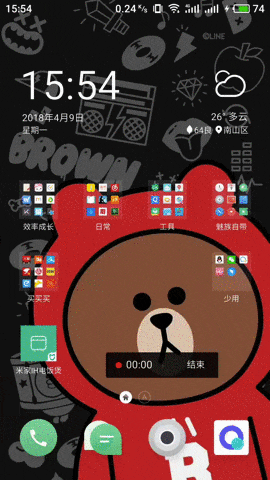 15:54
0.24 K/s
74
©LINE
15:54
2018年4月9日
星期一
26° 多云
64良 南山区
BROWN
效率成长
日常
工具
魅族自带
买买买
少用
00:00 结束
米家IH电饭煲
B